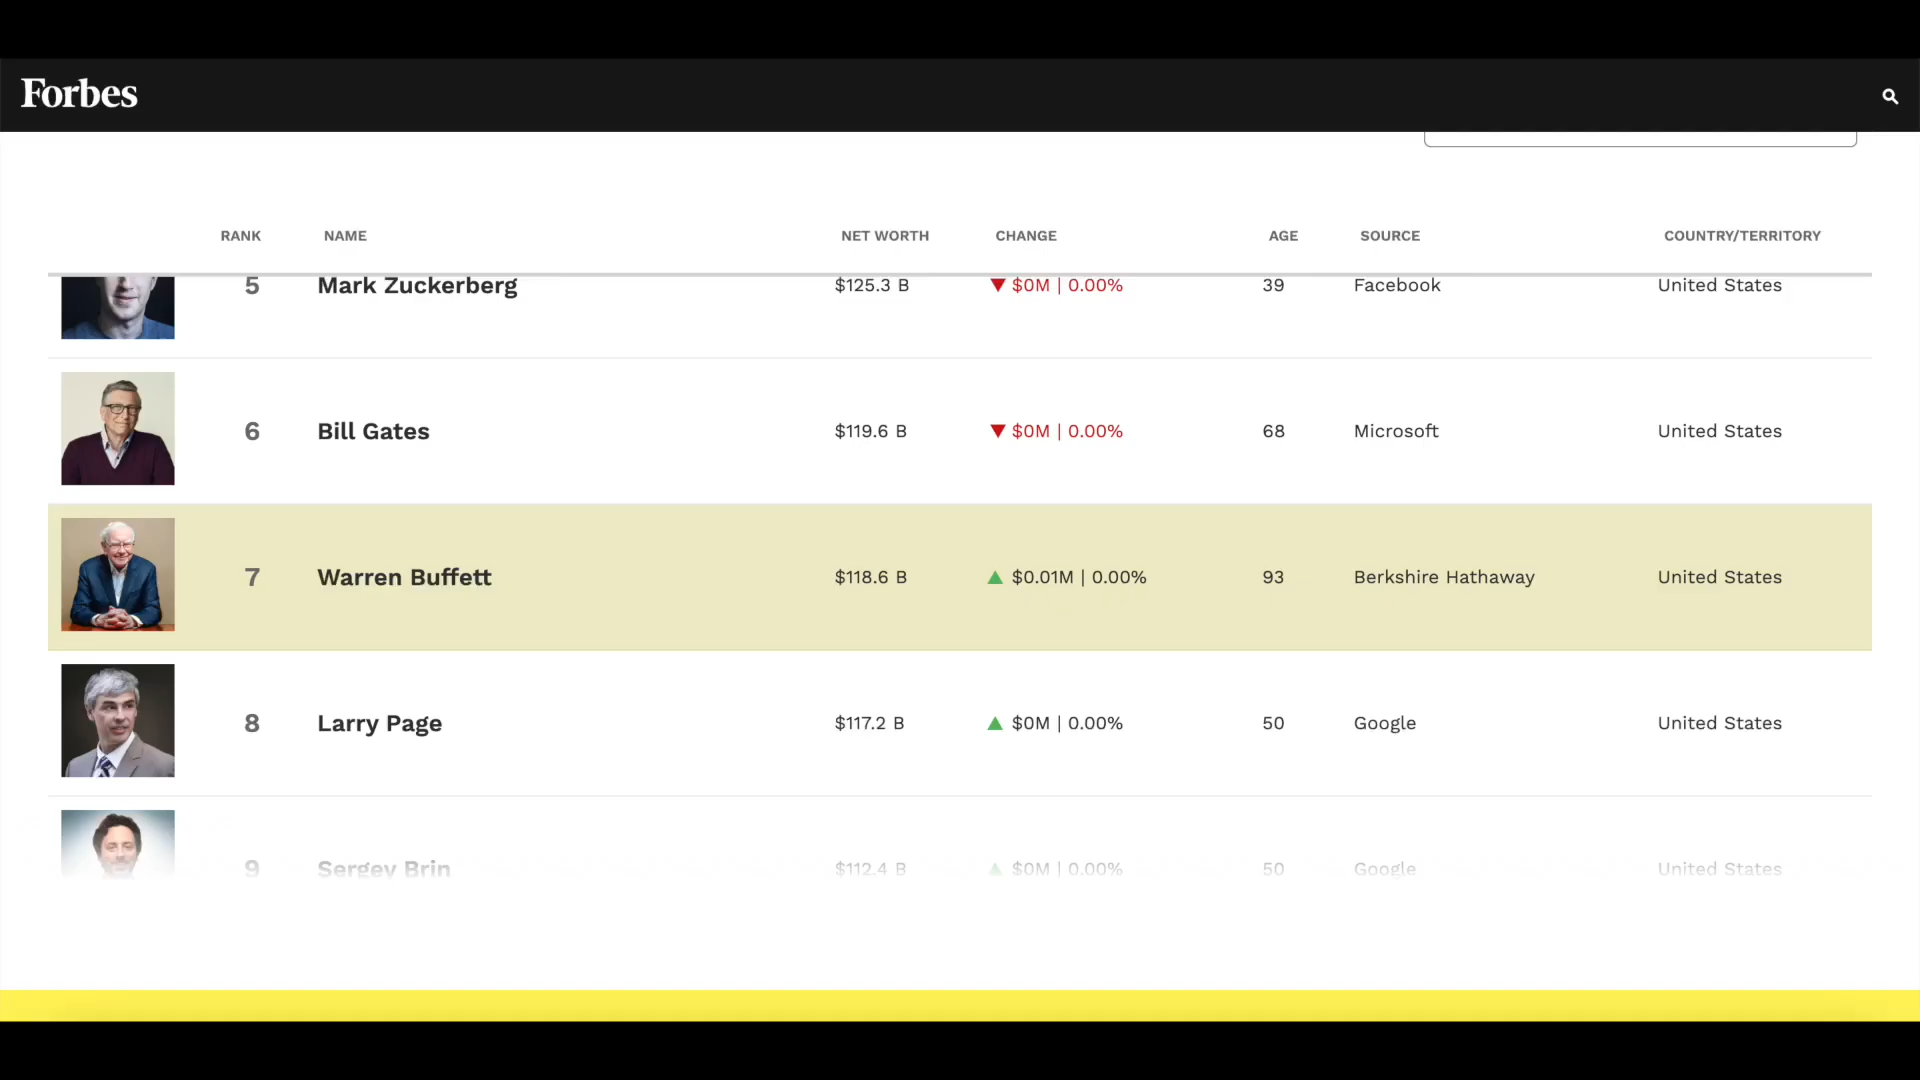 Forbes
RANK NAME NET WORTH CHANGE AGE SOURCE COUNTRY/TERRITORY
5 Mark Zuckerberg $125.3 B ▼ $0M | 0.00% 39 Facebook United States
6 Bill Gates $119.6 B ▼ $0M | 0.00% 68 Microsoft United States
7 Warren Buffett $118.6 B ▲ $0.01M | 0.00% 93 Berkshire Hathaway United States
8 Larry Page $117.2 B ▲ $0M | 0.00% 50 Google United States
9 Sergey Brin $112.4 B ▲ $0M | 0.00% 50 Google United States